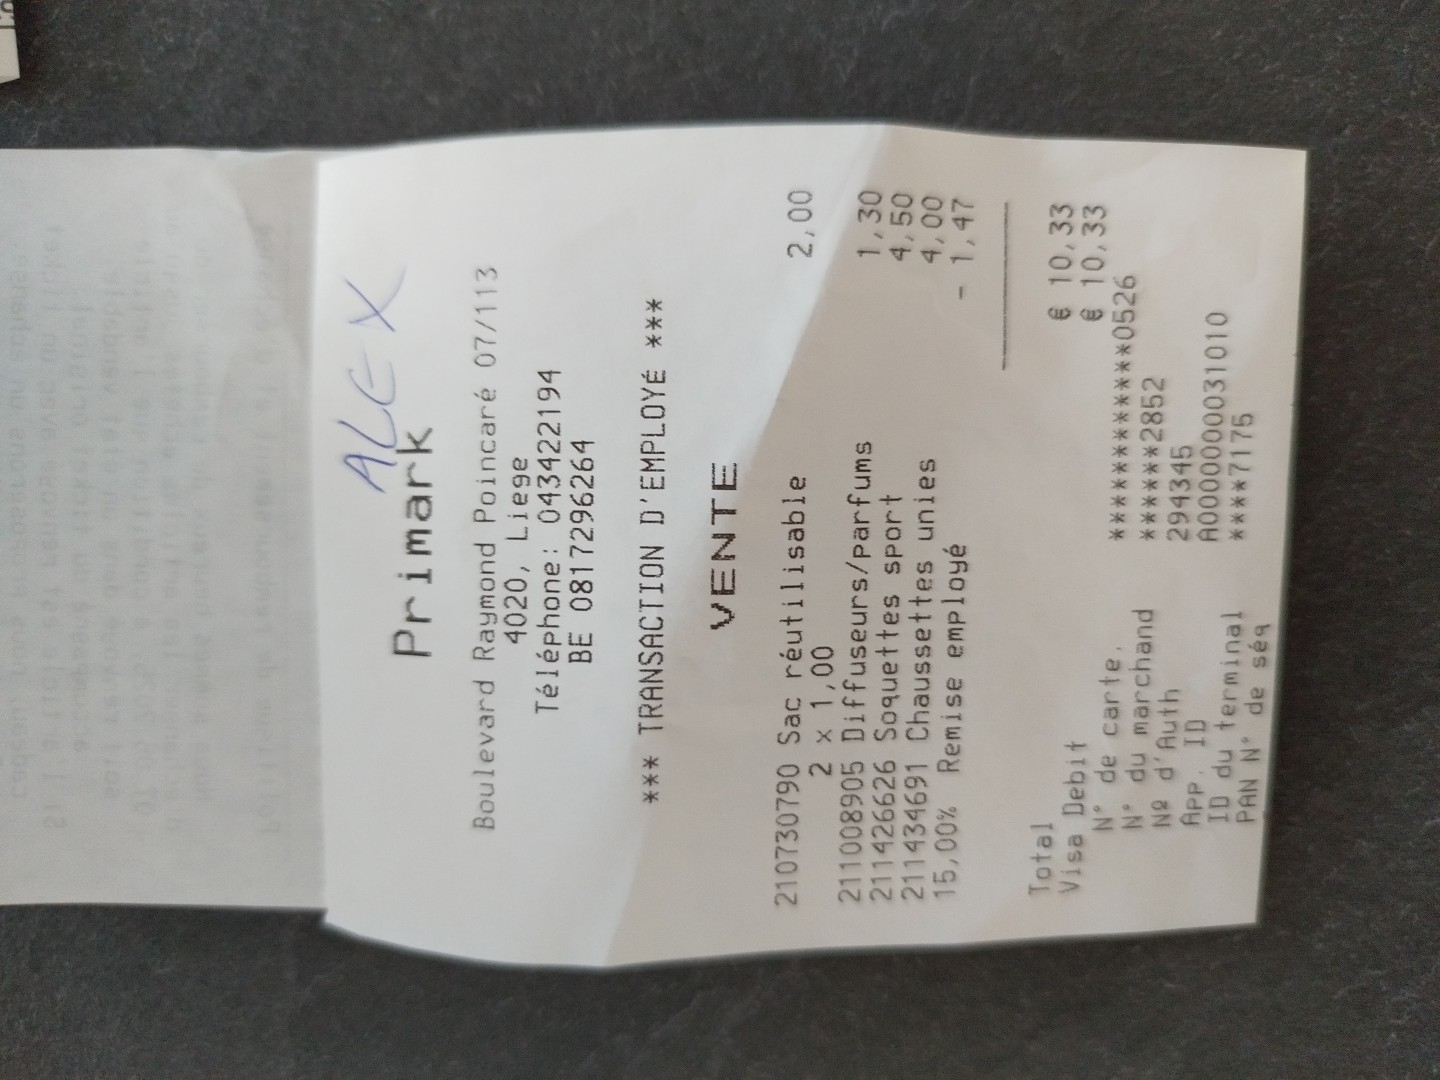 ALEX
Primark
Boulevard Raymond Poincaré 07/113
4020, Liege
Téléphone: 043422194
BE 0817296264
*** TRANSACTION D'EMPLOYÉ ***
VENTE
210730790 Sac réutilisable 2,00
2 x 1,00
211008905 Diffuseurs/parfums 1,30
211426626 Soquettes sport 4,50
211434691 Chaussettes unies 4,00
15,00% Remise employé - 1,47
Total € 10,33
Visa Debit € 10,33
N° de carte. ************0526
N° du marchand ******2852
Nº d'Auth 294345
App. ID A0000000031010
ID du terminal ****7175
PAN N° de séq